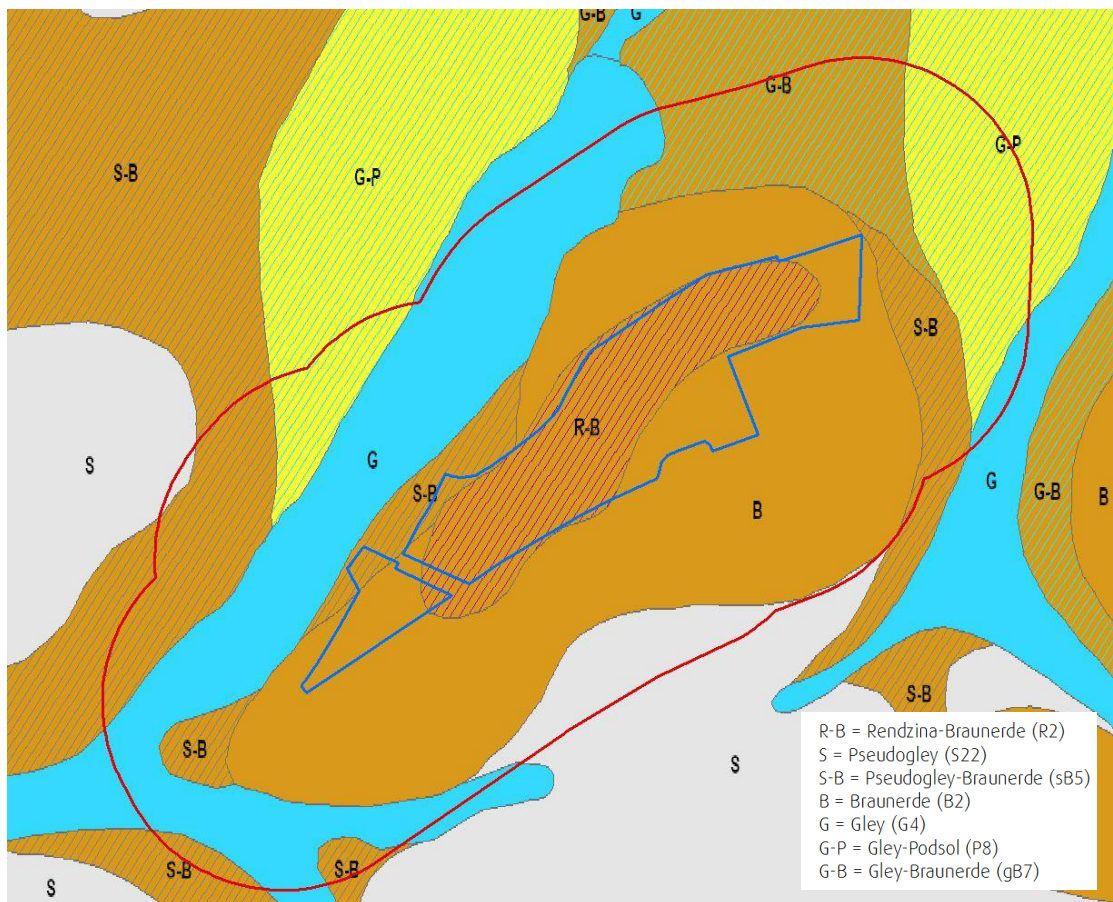 G-B
G
G-B
G-P
S-B
G-P
S-B
R-B
S
G
S-B
G
G-B
B
B
S-B
S-B
S
S-B
S-B
S
R-B = Rendzina-Braunerde (R2)
S = Pseudogley (S22)
S-B = Pseudogley-Braunerde (sB5)
B = Braunerde (B2)
G = Gley (G4)
G-P = Gley-Podsol (P8)
G-B = Gley-Braunerde (gB7)